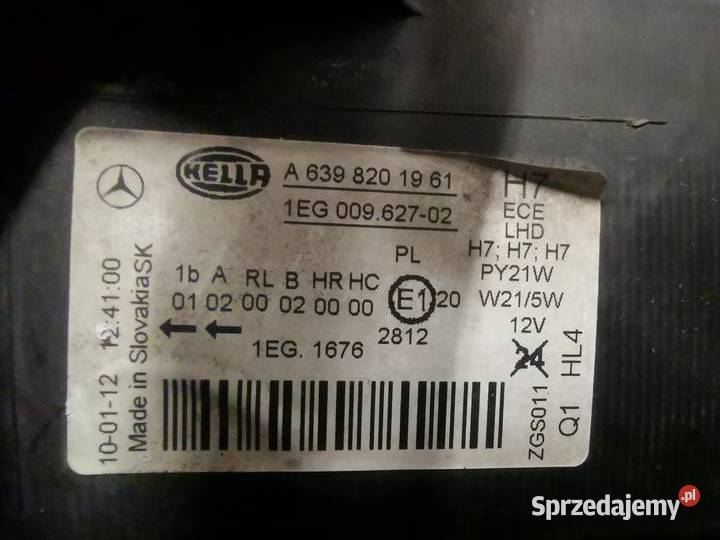 HELLA
A 639 820 19 61
1EG 009.627-02
H7
ECE
LHD
H7; H7; H7
PY21W
W21/5W
12V
24
1b A RL B HR HC
01 02 00 02 00 00
PL
E1 20
2812
1EG. 1676
10-01-12 12:41:00
Made in SlovakiaSK
ZGS011
Q1 HL4
Sprzedajemy.pl